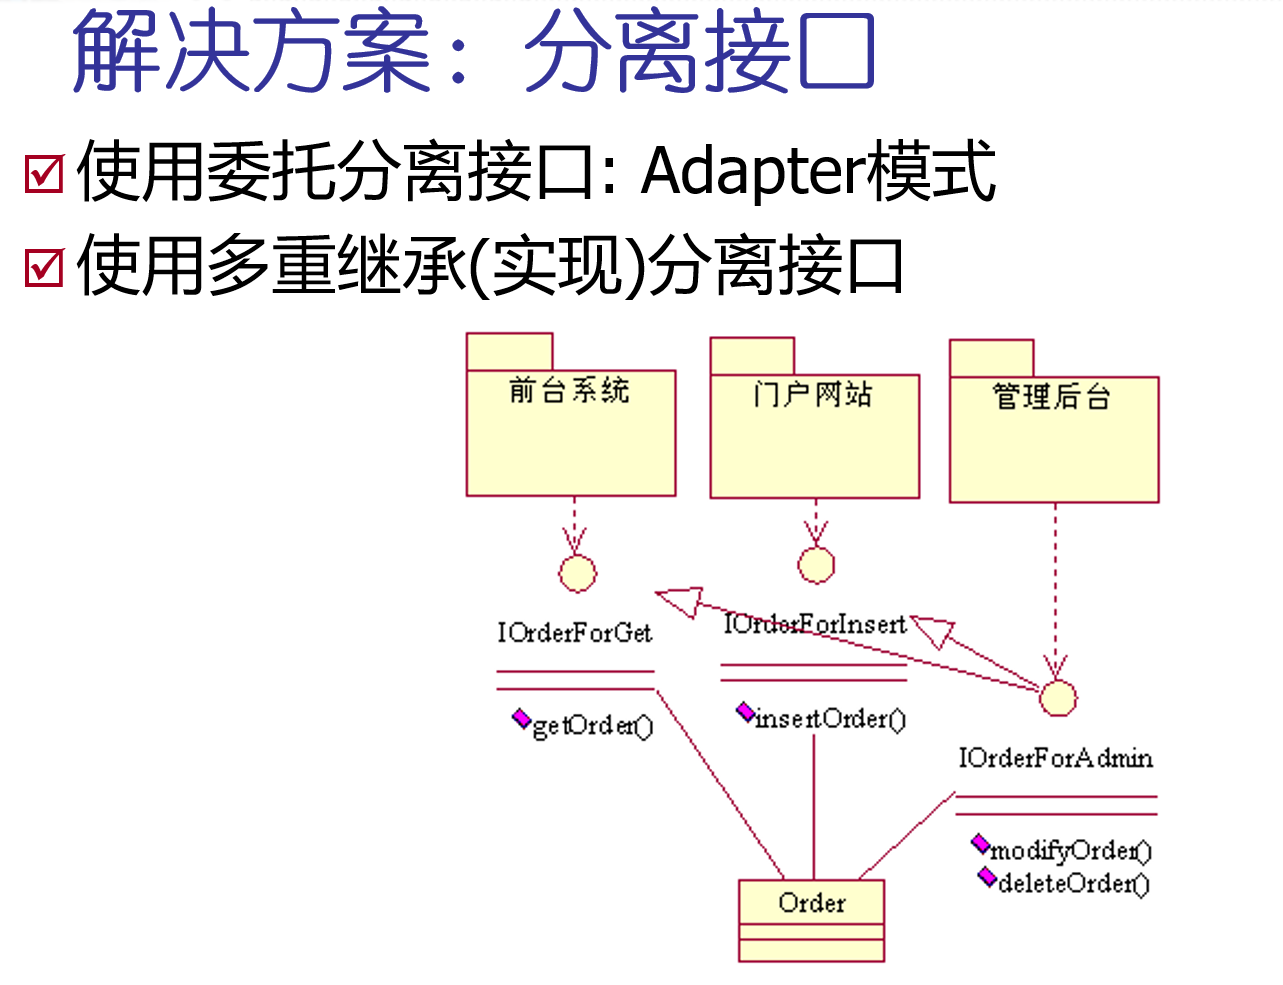 解决方案：分离接口
使用委托分离接口: Adapter模式
使用多重继承(实现)分离接口
前台系统
门户网站
管理后台
IOrderForGet
IOrderForInsert
getOrder()
insertOrder()
IOrderForAdmin
modifyOrder()
deleteOrder()
Order